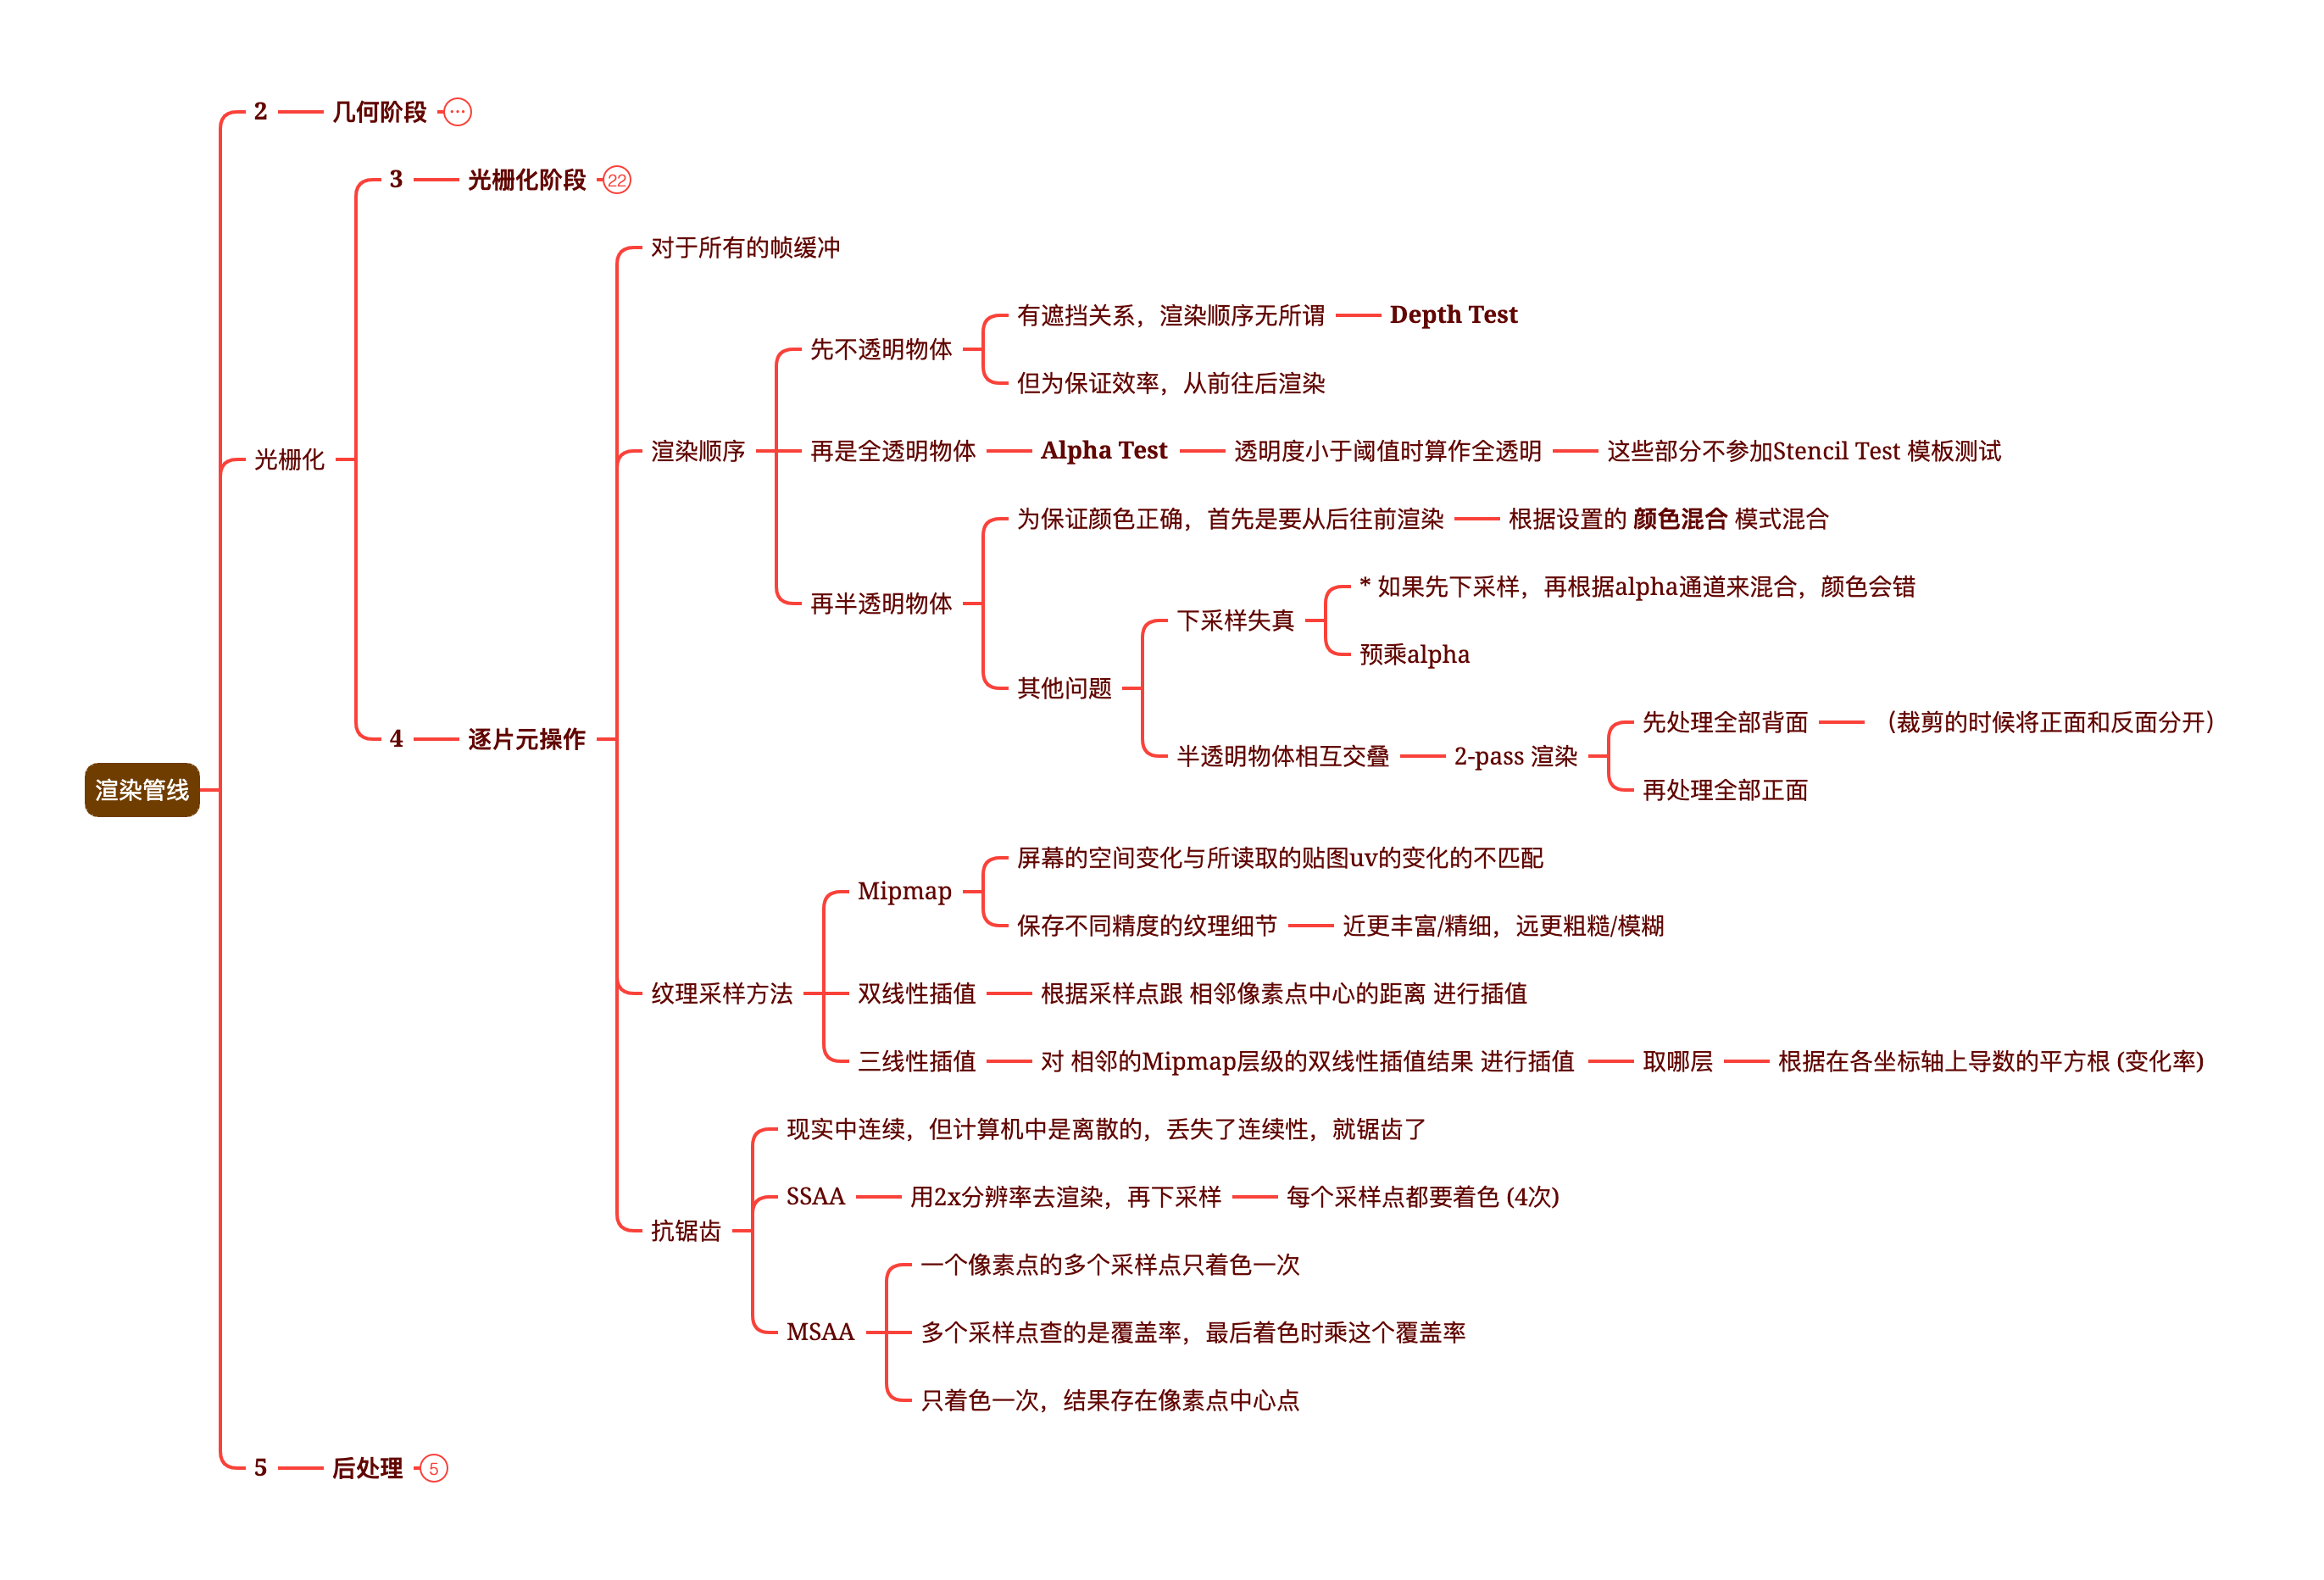 2
几何阶段
3
光栅化阶段
22
对于所有的帧缓冲
有遮挡关系，渲染顺序无所谓
Depth Test
先不透明物体
但为保证效率，从前往后渲染
光栅化
渲染顺序
再是全透明物体
Alpha Test
透明度小于阈值时算作全透明
这些部分不参加Stencil Test 模板测试
为保证颜色正确，首先是要从后往前渲染
根据设置的 颜色混合 模式混合
再半透明物体
* 如果先下采样，再根据alpha通道来混合，颜色会错
下采样失真
预乘alpha
其他问题
4
逐片元操作
先处理全部背面
（裁剪的时候将正面和反面分开）
半透明物体相互交叠
2-pass 渲染
再处理全部正面
渲染管线
屏幕的空间变化与所读取的贴图uv的变化的不匹配
Mipmap
保存不同精度的纹理细节
近更丰富/精细，远更粗糙/模糊
纹理采样方法
双线性插值
根据采样点跟 相邻像素点中心的距离 进行插值
三线性插值
对 相邻的Mipmap层级的双线性插值结果 进行插值
取哪层
根据在各坐标轴上导数的平方根 (变化率)
现实中连续，但计算机中是离散的，丢失了连续性，就锯齿了
SSAA
用2x分辨率去渲染，再下采样
每个采样点都要着色 (4次)
抗锯齿
一个像素点的多个采样点只着色一次
MSAA
多个采样点查的是覆盖率，最后着色时乘这个覆盖率
只着色一次，结果存在像素点中心点
5
后处理
5